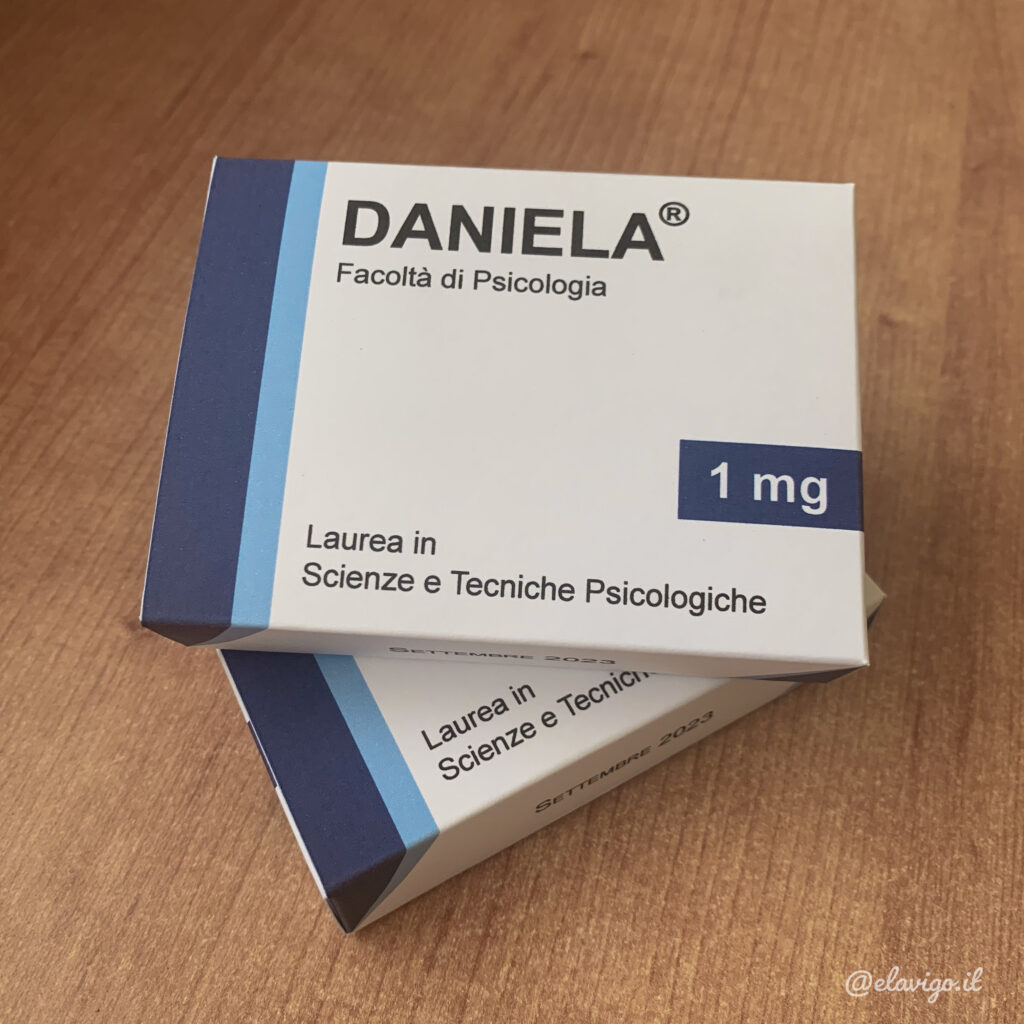 DANIELA®
Facoltà di Psicologia
1 mg
Laurea in
Scienze e Tecniche Psicologiche
SETTEMBRE 2023
Laurea in
Scienze e Tecnich
SETTEMBRE 2023
@elavigo.il